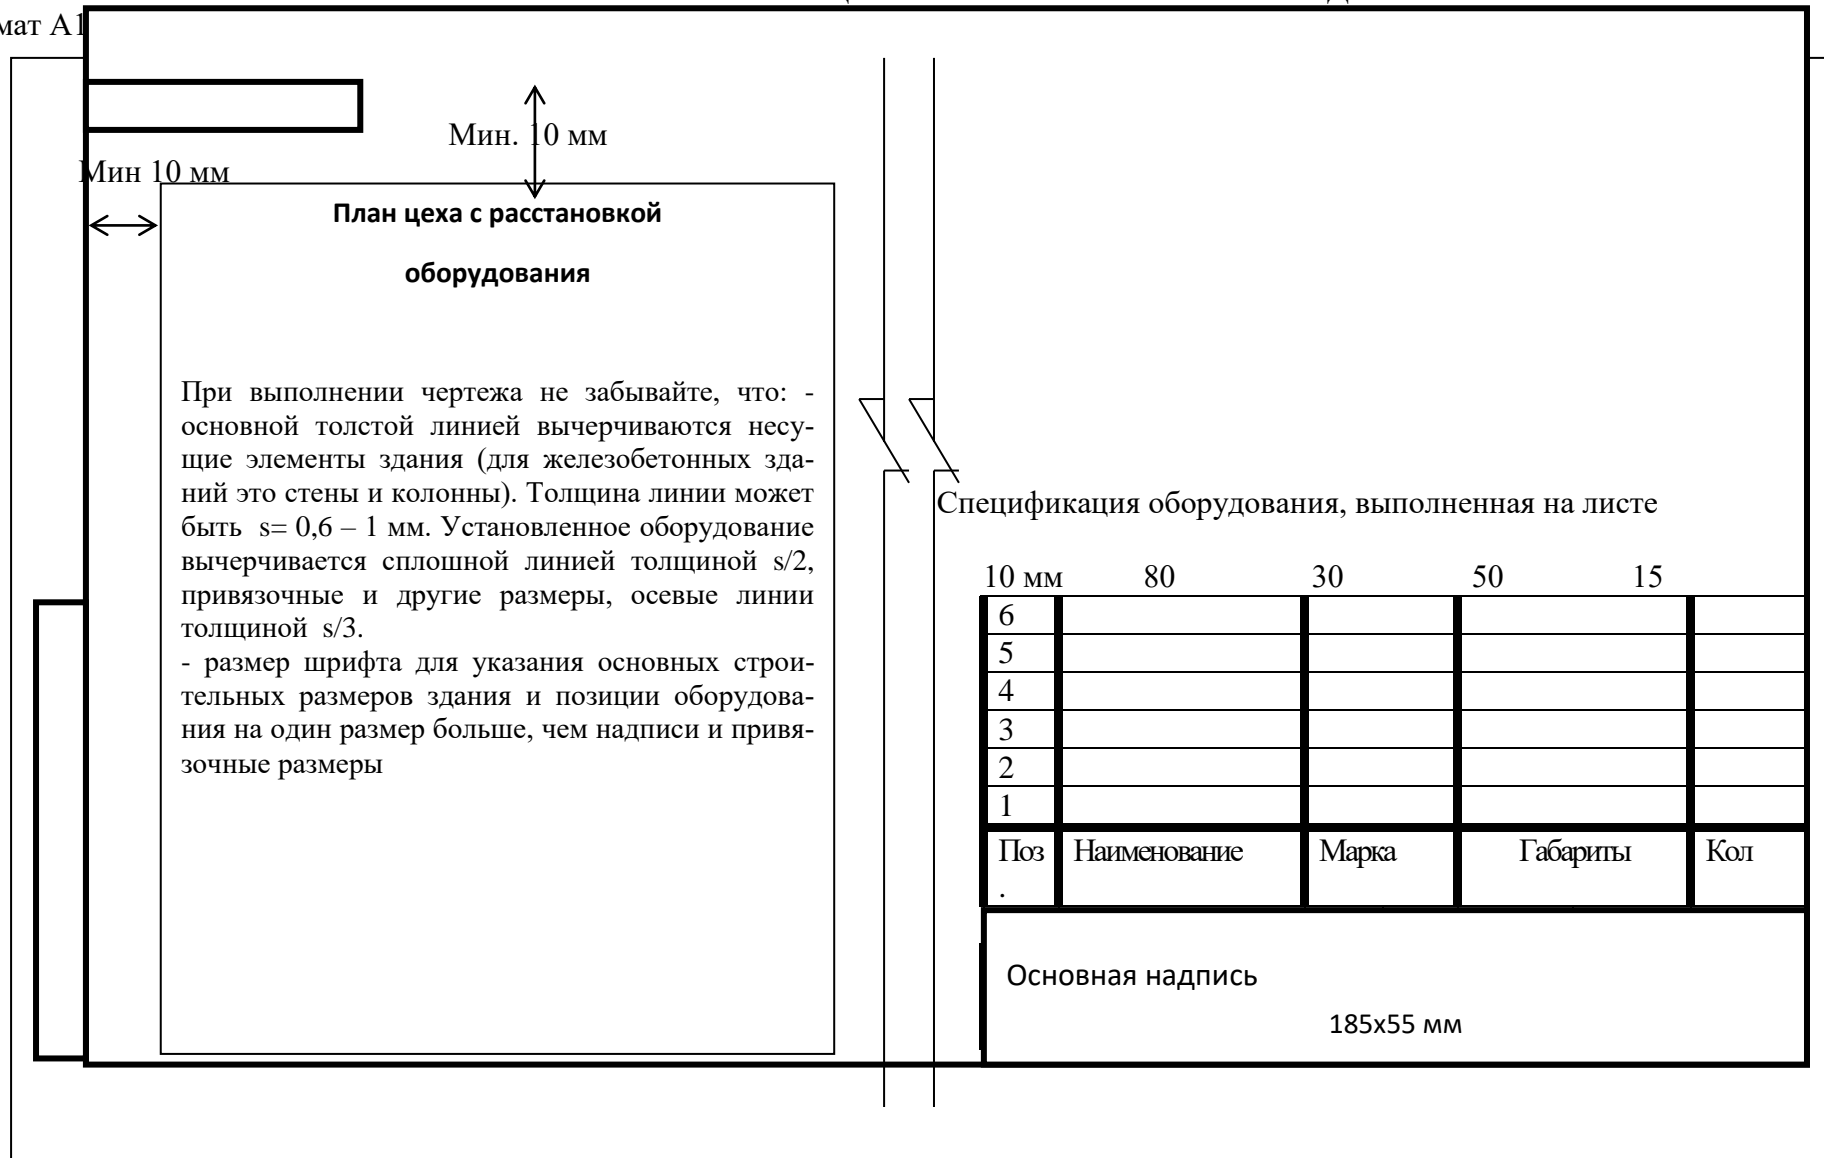 мат А1
Мин. 10 мм
Мин 10 мм
План цеха с расстановкой
оборудования
При выполнении чертежа не забывайте, что: -
основной толстой линией вычерчиваются несу-
щие элементы здания (для железобетонных зда-
ний это стены и колонны). Толщина линии может
быть s= 0,6 – 1 мм. Установленное оборудование
вычерчивается сплошной линией толщиной s/2,
привязочные и другие размеры, осевые линии
толщиной s/3.
- размер шрифта для указания основных строи-
тельных размеров здания и позиции оборудова-
ния на один размер больше, чем надписи и привя-
зочные размеры
Спецификация оборудования, выполненная на листе
10 мм 80 30 50 15
6
5
4
3
2
1
Поз Наименование Марка Габариты Кол
.
Основная надпись
185х55 мм